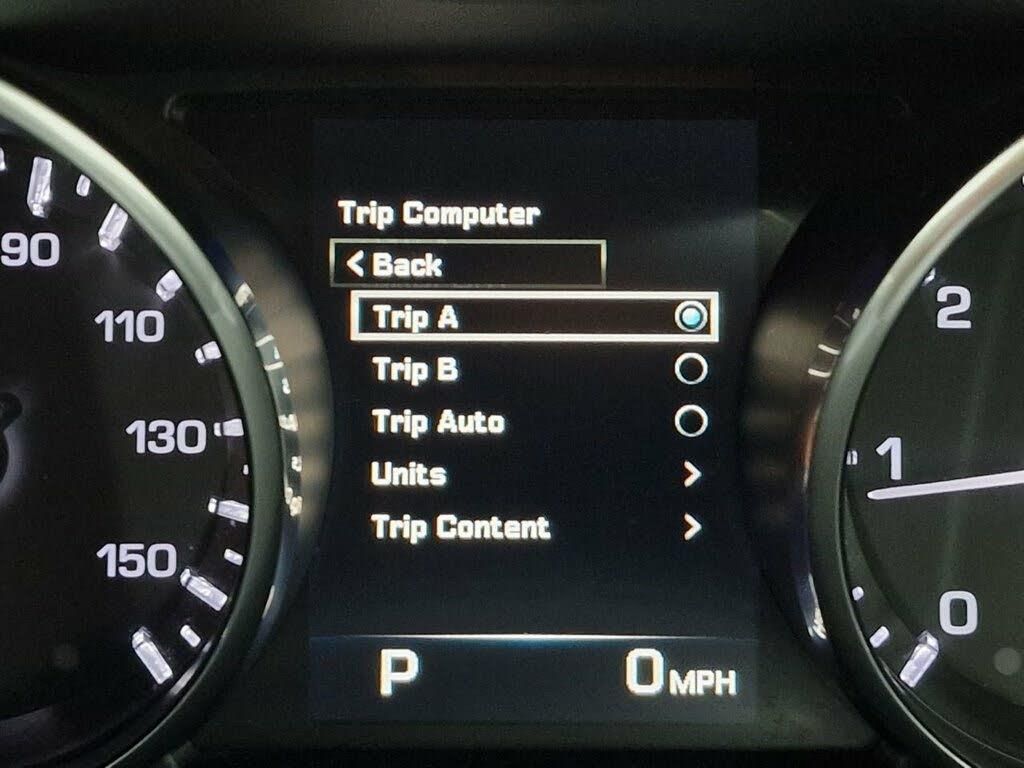 Trip Computer
< Back
Trip A
Trip B
Trip Auto
Units >
Trip Content >
P 0 MPH
90
110
130
150
2
1
0